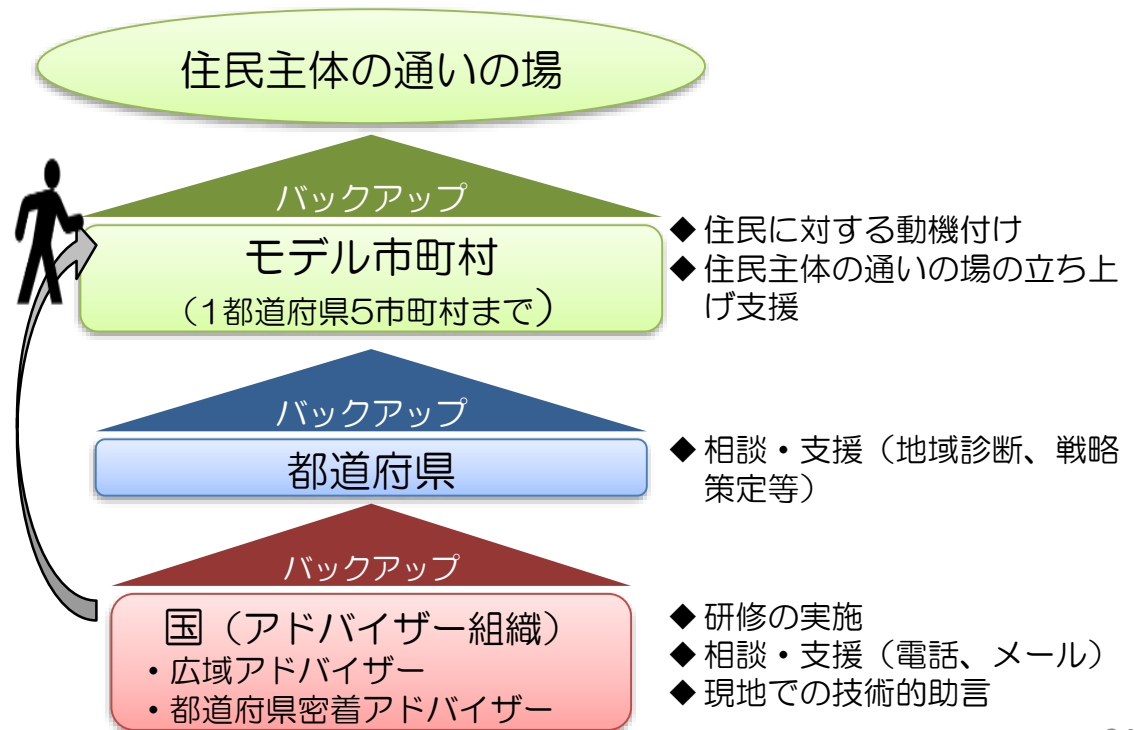 住民主体の通いの場
バックアップ
モデル市町村
（1都道府県5市町村まで）
◆ 住民に対する動機付け
◆ 住民主体の通いの場の立ち上
げ支援
バックアップ
都道府県
◆ 相談・支援（地域診断、戦略
策定等）
バックアップ
国（アドバイザー組織）
・広域アドバイザー
・都道府県密着アドバイザー
◆ 研修の実施
◆ 相談・支援（電話、メール）
◆ 現地での技術的助言